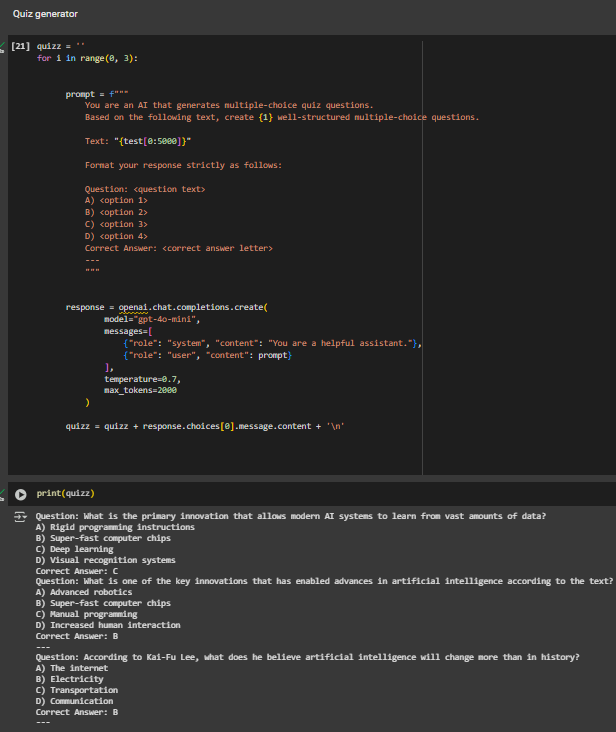 Quiz generator
[21] quizz = ''
for i in range(0, 3):
prompt = f"""
You are an AI that generates multiple-choice quiz questions.
Based on the following text, create {1} well-structured multiple-choice questions.
Text: "{test[0:5000]}"
Format your response strictly as follows:
Question: <question text>
A) <option 1>
B) <option 2>
C) <option 3>
D) <option 4>
Correct Answer: <correct answer letter>
---
"""
response = openai.chat.completions.create(
model="gpt-4o-mini",
messages=[
{"role": "system", "content": "You are a helpful assistant."},
{"role": "user", "content": prompt}
],
temperature=0.7,
max_tokens=2000
)
quizz = quizz + response.choices[0].message.content + '\n'
print(quizz)
Question: What is the primary innovation that allows modern AI systems to learn from vast amounts of data?
A) Rigid programming instructions
B) Super-fast computer chips
C) Deep learning
D) Visual recognition systems
Correct Answer: C
Question: What is one of the key innovations that has enabled advances in artificial intelligence according to the text?
A) Advanced robotics
B) Super-fast computer chips
C) Manual programming
D) Increased human interaction
Correct Answer: B
---
Question: According to Kai-Fu Lee, what does he believe artificial intelligence will change more than in history?
A) The internet
B) Electricity
C) Transportation
D) Communication
Correct Answer: B
---